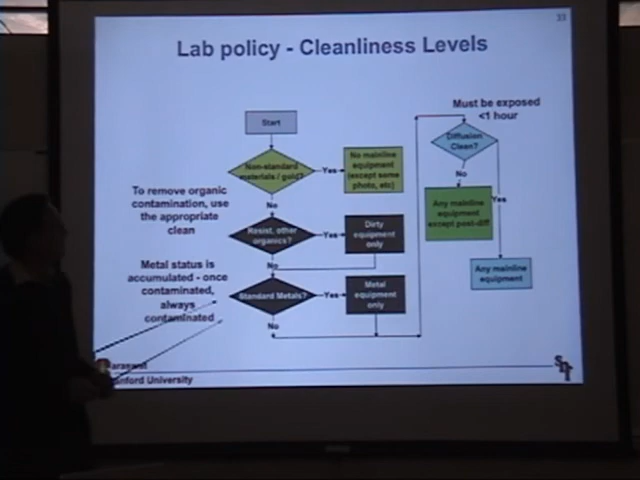 33
Lab policy - Cleanliness Levels
Start
Non-standard
materials / gold?
Yes
No mainline
equipment
(except some
photo, etc)
No
To remove organic
contamination, use
the appropriate
clean
Resist, other
organics?
Yes
Dirty
equipment
only
No
Metal status is
accumulated - once
contaminated,
always
contaminated
Standard Metals?
Yes
Metal
equipment
only
No
Must be exposed
<1 hour
Diffusion
Clean?
No
Yes
Any mainline
equipment
except post-diff
Any mainline
equipment
araswat
anford University